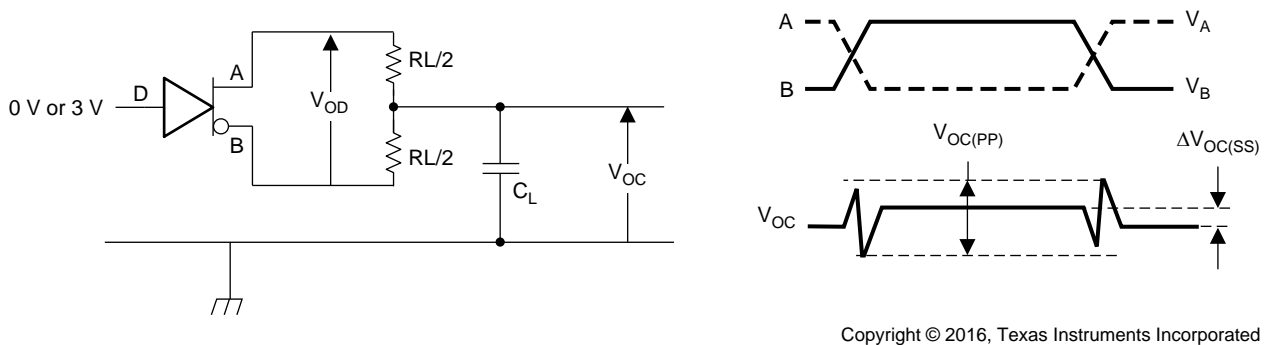 0 V or 3 V
D
A
B
V_OD
RL/2
RL/2
C_L
V_OC
A
V_A
B
V_B
V_OC(PP)
ΔV_OC(SS)
V_OC
Copyright © 2016, Texas Instruments Incorporated